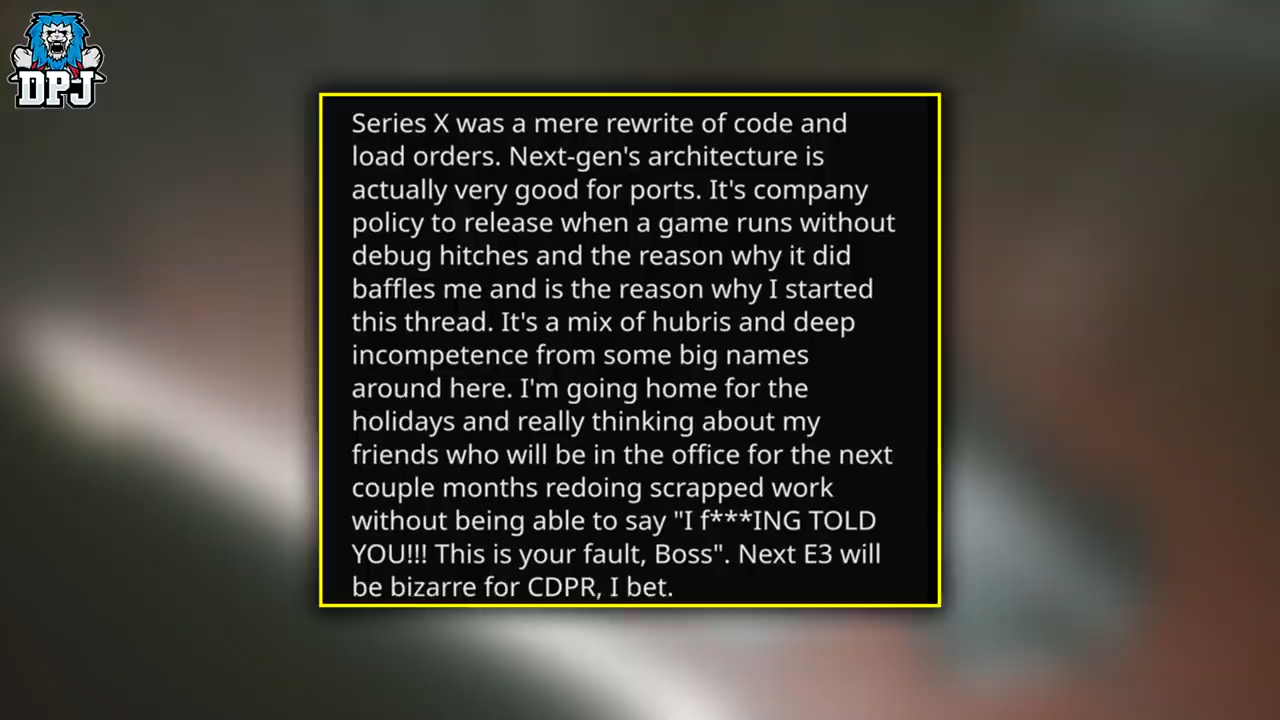 DPJ
Series X was a mere rewrite of code and
load orders. Next-gen's architecture is
actually very good for ports. It's company
policy to release when a game runs without
debug hitches and the reason why it did
baffles me and is the reason why I started
this thread. It's a mix of hubris and deep
incompetence from some big names
around here. I'm going home for the
holidays and really thinking about my
friends who will be in the office for the next
couple months redoing scrapped work
without being able to say "I f***ING TOLD
YOU!!! This is your fault, Boss". Next E3 will
be bizarre for CDPR, I bet.